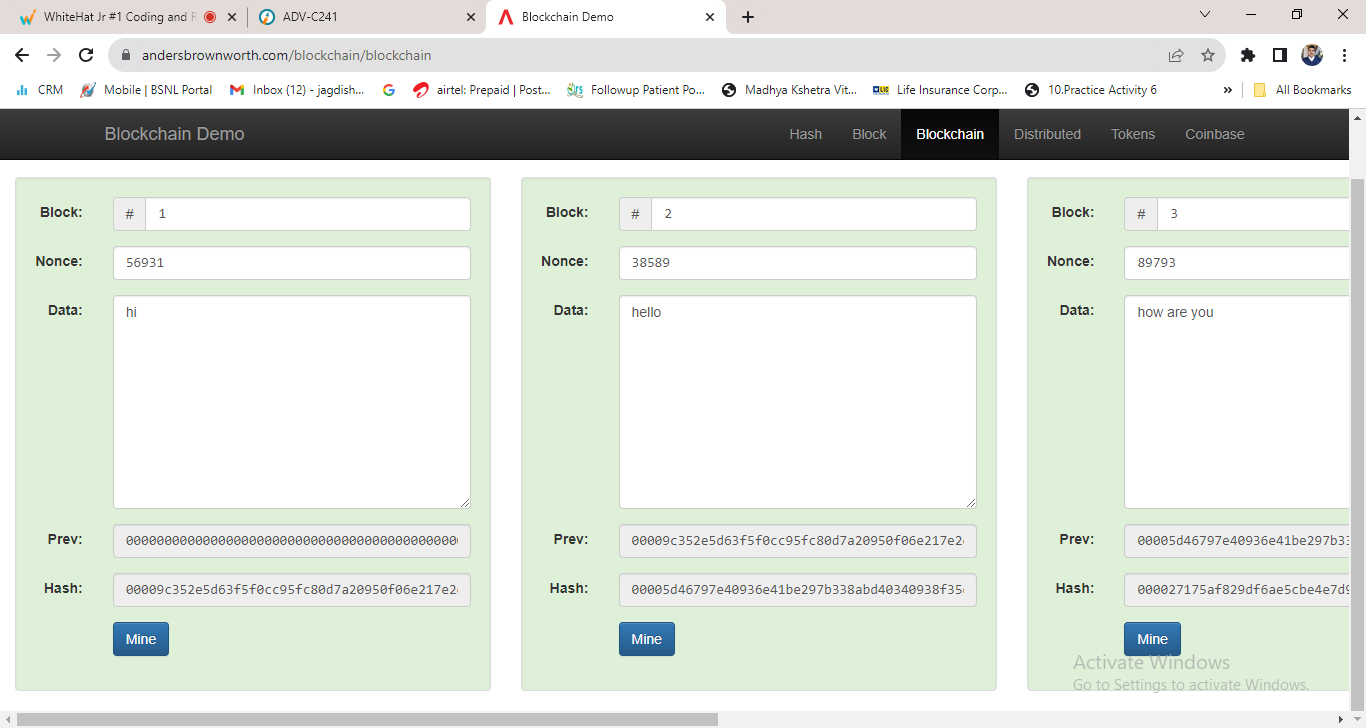 WhiteHat Jr #1 Coding and
ADV-C241
Blockchain Demo
andersbrownworth.com/blockchain/blockchain
CRM
Mobile | BSNL Portal
Inbox (12) - jagdish...
airtel: Prepaid | Post...
Followup Patient Po...
Madhya Kshetra Vit...
LIC
Life Insurance Corp...
10.Practice Activity 6
»
All Bookmarks
Blockchain Demo
Hash
Block
Blockchain
Distributed
Tokens
Coinbase
Block:
# 1
Nonce:
56931
Data:
hi
Prev:
0000000000000000000000000000000000000000000
Hash:
00009c352e5d63f5f0cc95fc80d7a20950f06e217e2
Mine
Block:
# 2
Nonce:
38589
Data:
hello
Prev:
00009c352e5d63f5f0cc95fc80d7a20950f06e217e2
Hash:
00005d46797e40936e41be297b338abd40340938f35
Mine
Block:
# 3
Nonce:
89793
Data:
how are you
Prev:
00005d46797e40936e41be297b33
Hash:
000027175af829df6ae5cbe4e7d9
Mine
Activate Windows
Go to Settings to activate Windows.